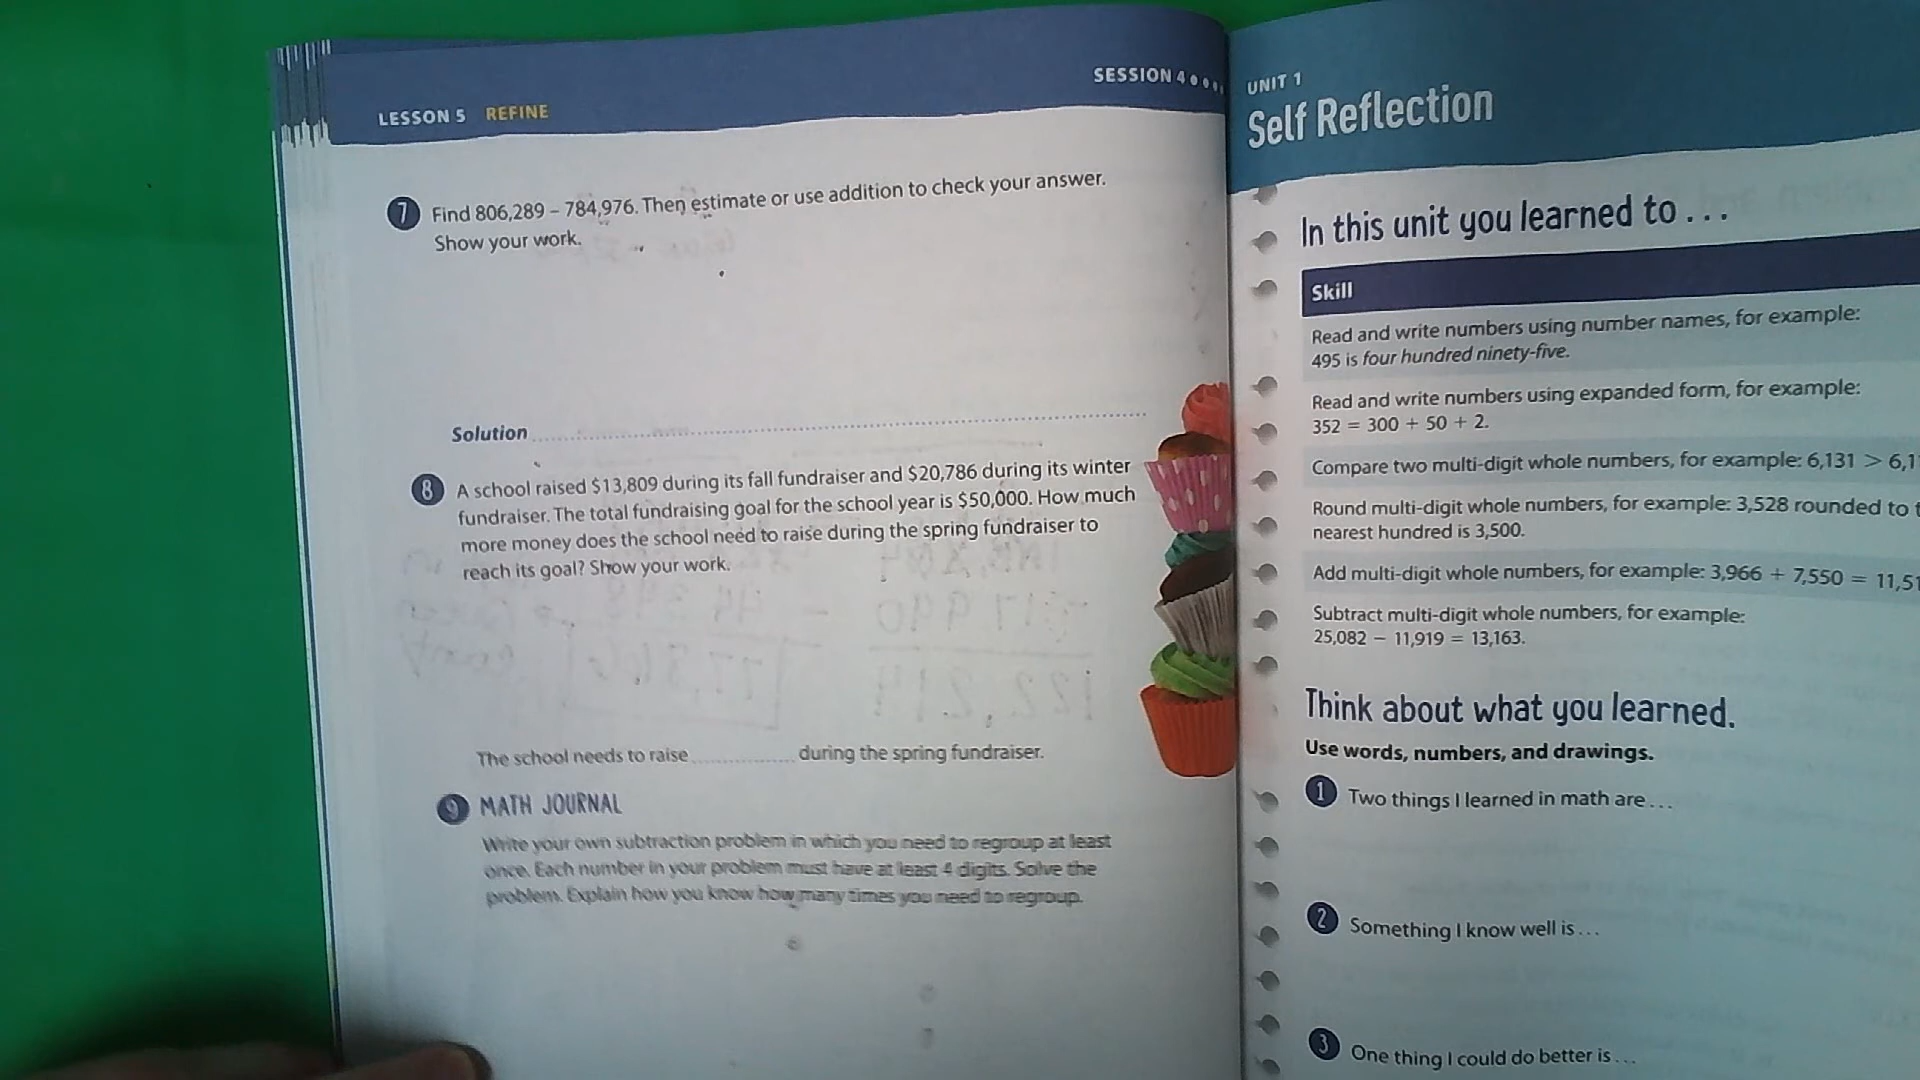 LESSON 5 REFINE
SESSION 4
7 Find 806,289 – 784,976. Then estimate or use addition to check your answer.
Show your work.
Solution
8 A school raised $13,809 during its fall fundraiser and $20,786 during its winter
fundraiser. The total fundraising goal for the school year is $50,000. How much
more money does the school need to raise during the spring fundraiser to
reach its goal? Show your work.
The school needs to raise ............ during the spring fundraiser.
9 MATH JOURNAL
Write your own subtraction problem in which you need to regroup at least
once. Each number in your problem must have at least 4 digits. Solve the
problem. Explain how you know how many times you need to regroup.
UNIT 1
Self Reflection
In this unit you learned to . . .
Skill
Read and write numbers using number names, for example:
495 is four hundred ninety-five.
Read and write numbers using expanded form, for example:
352 = 300 + 50 + 2.
Compare two multi-digit whole numbers, for example: 6,131 > 6,1
Round multi-digit whole numbers, for example: 3,528 rounded to t
nearest hundred is 3,500.
Add multi-digit whole numbers, for example: 3,966 + 7,550 = 11,51
Subtract multi-digit whole numbers, for example:
25,082 – 11,919 = 13,163.
Think about what you learned.
Use words, numbers, and drawings.
1 Two things I learned in math are . . .
2 Something I know well is . . .
3 One thing I could do better is . . .